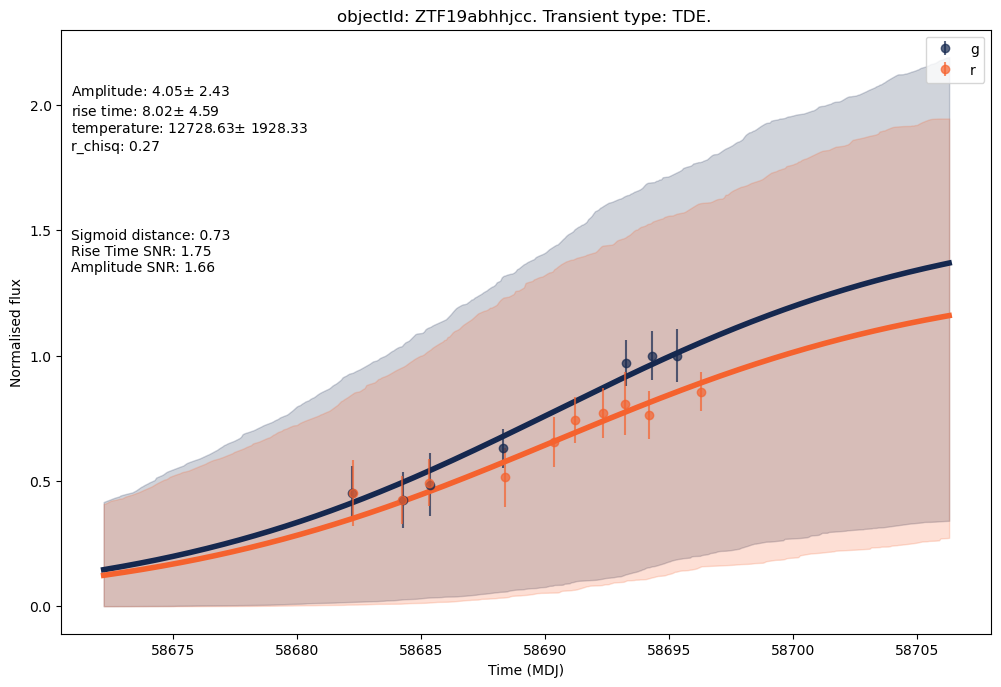 objectId: ZTF19abhhjcc. Transient type: TDE.
g
r
Amplitude: 4.05± 2.43
rise time: 8.02± 4.59
temperature: 12728.63± 1928.33
r_chisq: 0.27
Sigmoid distance: 0.73
Rise Time SNR: 1.75
Amplitude SNR: 1.66
Normalised flux
2.0
1.5
1.0
0.5
0.0
58675 58680 58685 58690 58695 58700 58705
Time (MDJ)